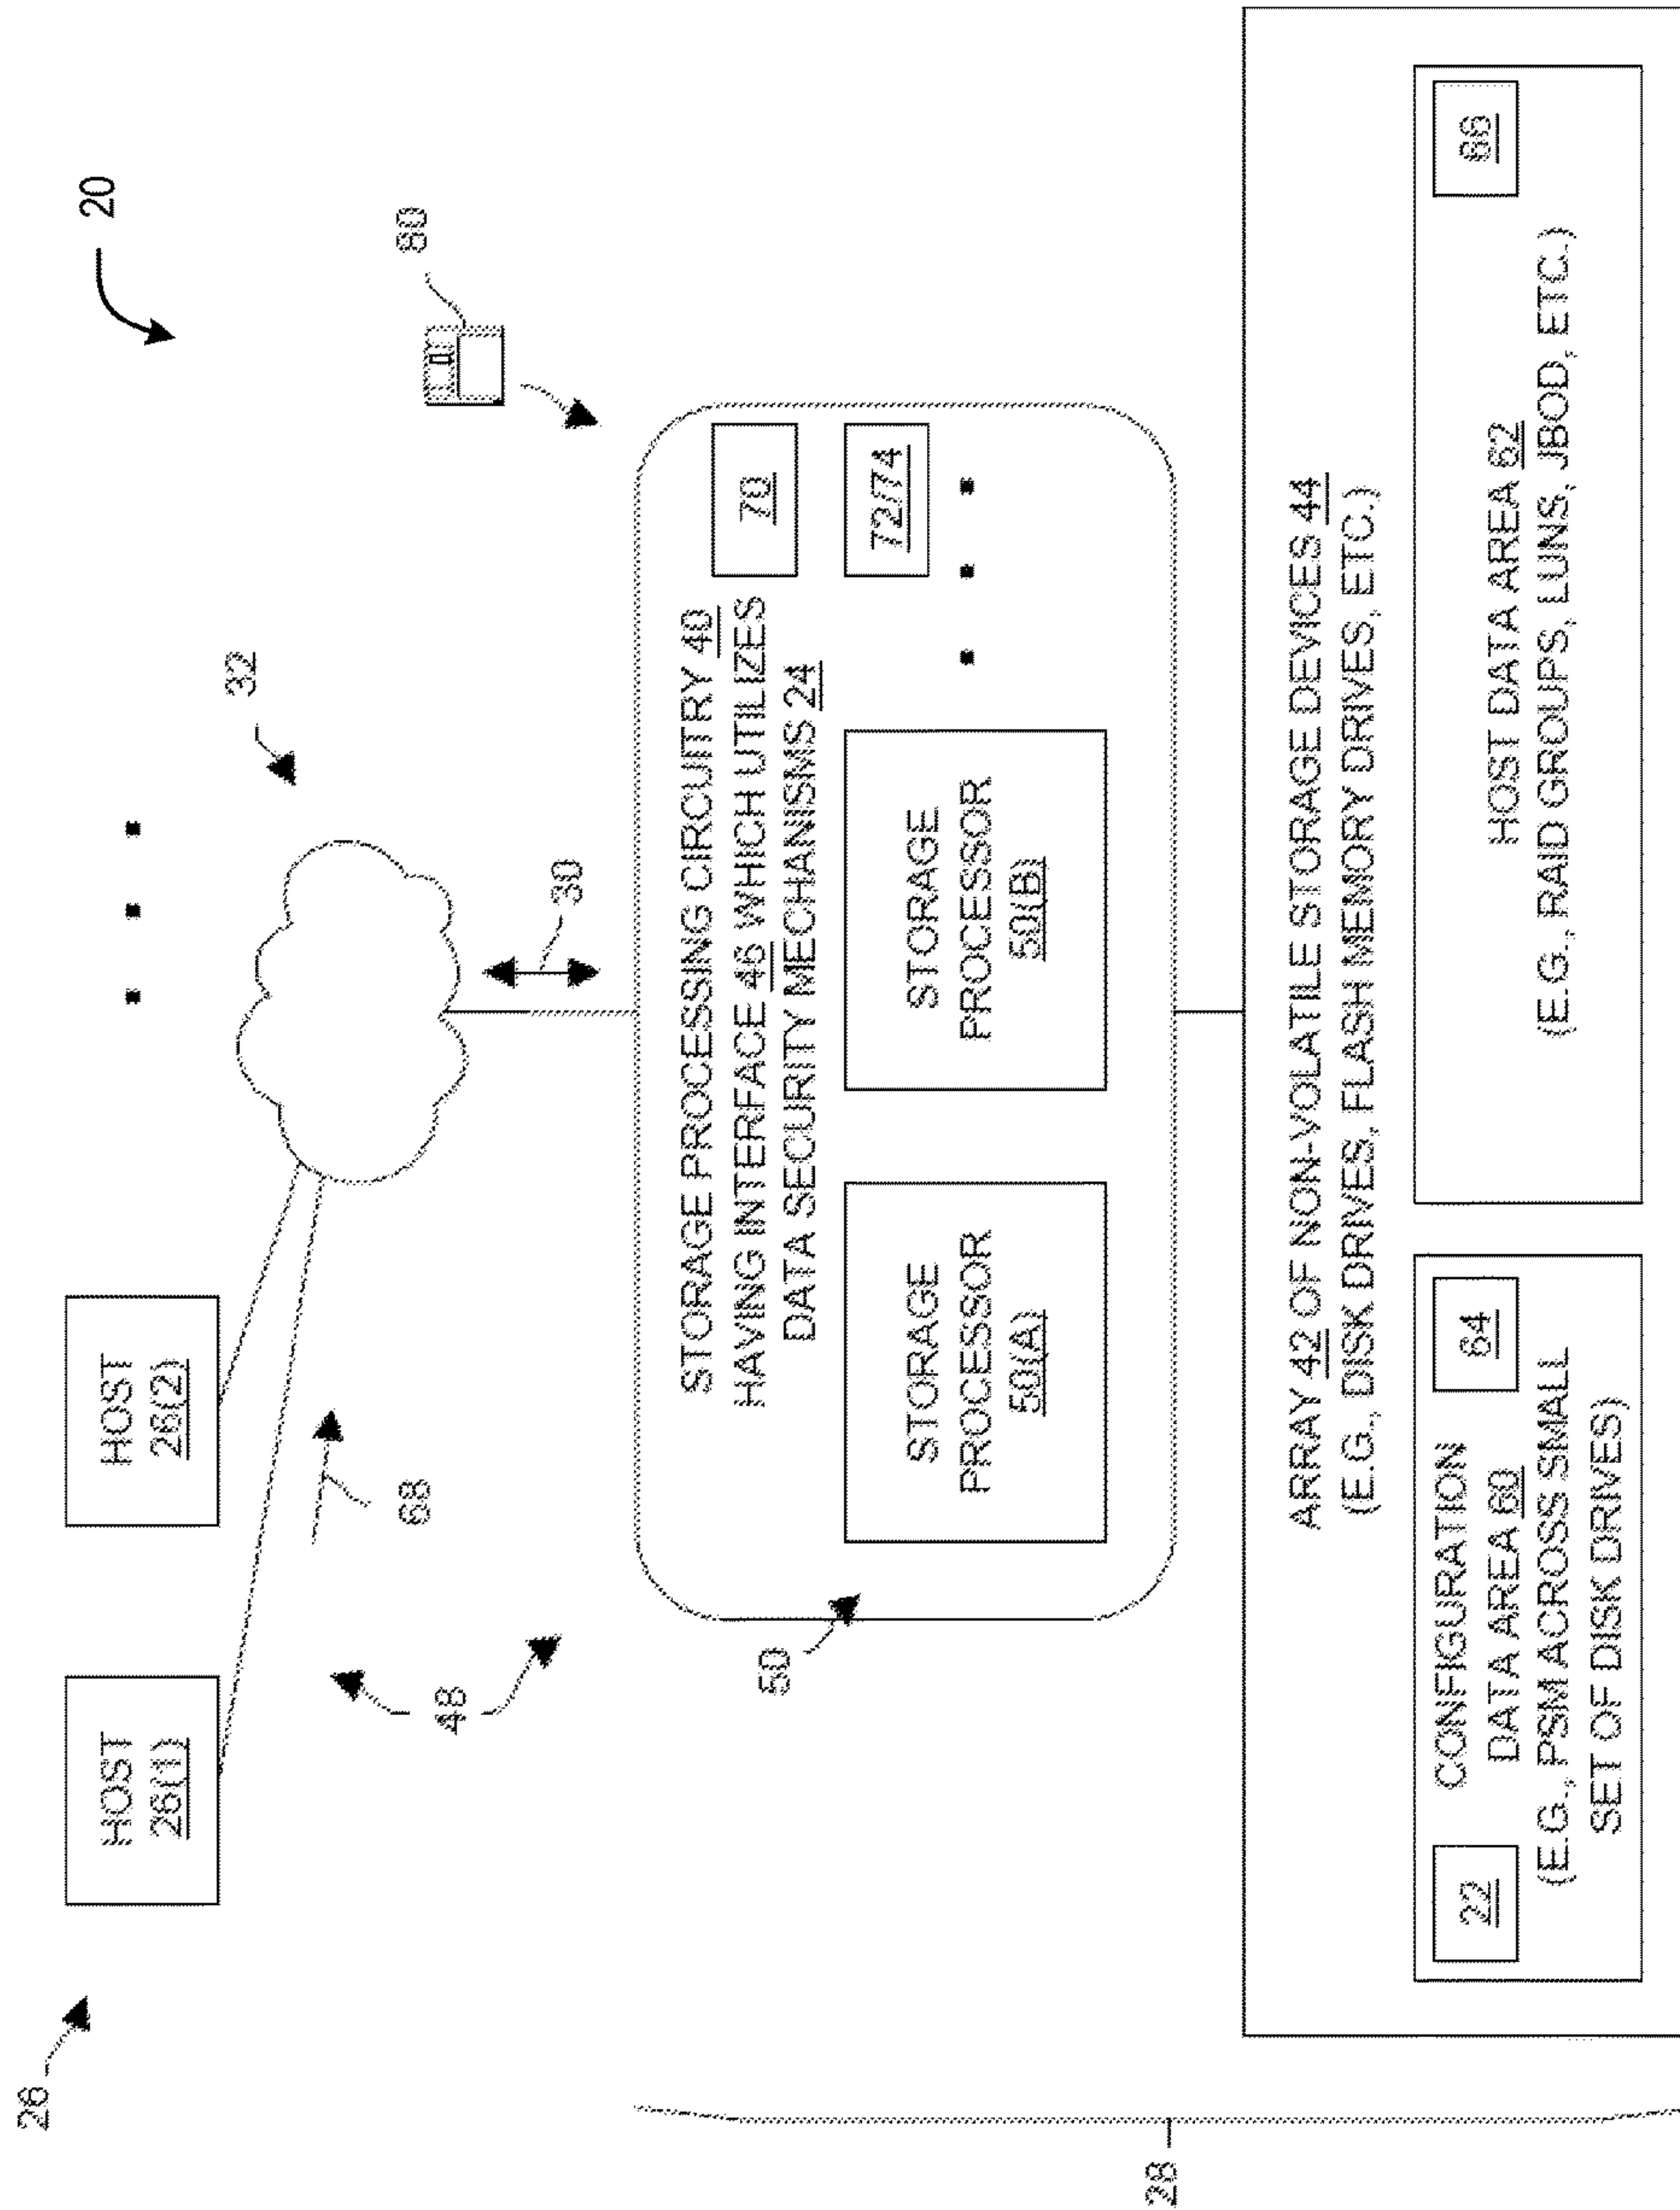 20
26
HOST
26(1)
HOST
26(2)
32
80
68
48
30
50
STORAGE PROCESSING CIRCUITRY 40
HAVING INTERFACE 46 WHICH UTILIZES
DATA SECURITY MECHANISMS 24
70
72/74
STORAGE
PROCESSOR
50(A)
STORAGE
PROCESSOR
50(B)
28
ARRAY 42 OF NON-VOLATILE STORAGE DEVICES 44
(E.G., DISK DRIVES, FLASH MEMORY DRIVES, ETC.)
22
CONFIGURATION
DATA AREA 60
64
(E.G., PSM ACROSS SMALL
SET OF DISK DRIVES)
HOST DATA AREA 62
(E.G., RAID GROUPS, LUNS, JBOD, ETC.)